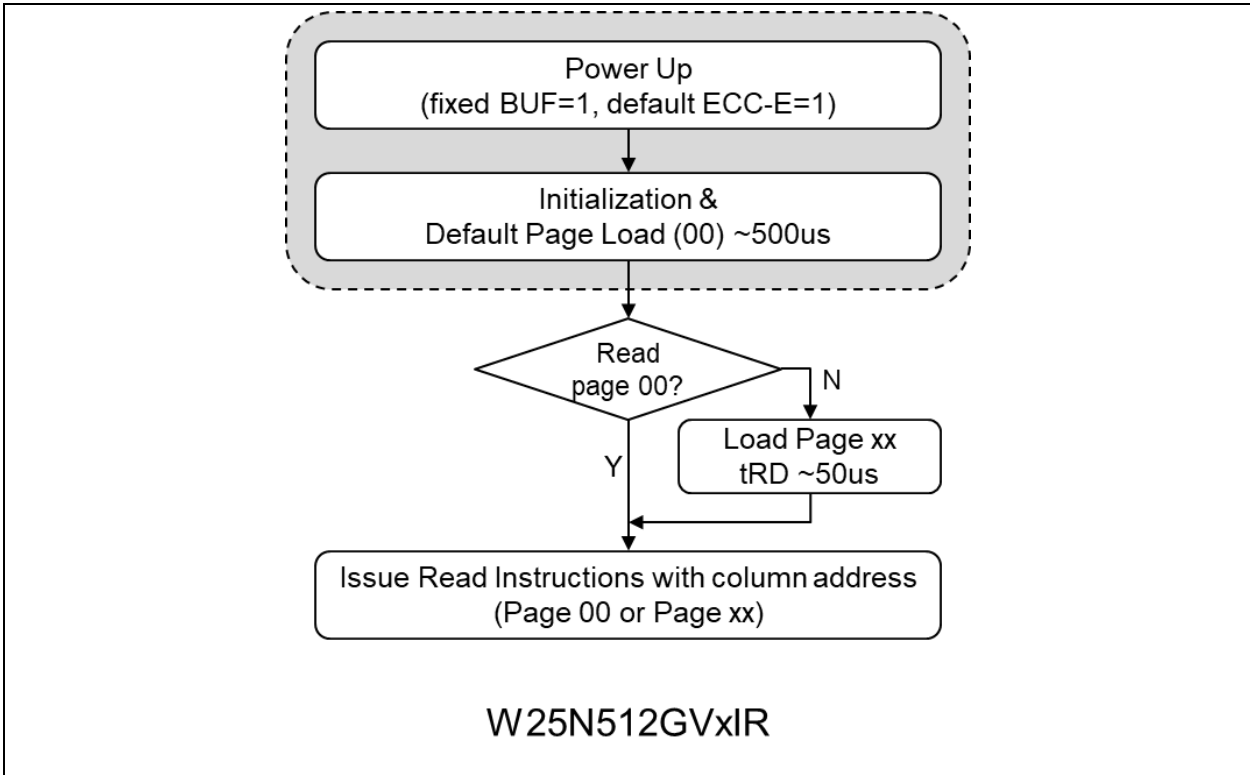 Power Up
(fixed BUF=1, default ECC-E=1)
Initialization &
Default Page Load (00) ~500us
Read
page 00?
N
Load Page xx
tRD ~50us
Y
Issue Read Instructions with column address
(Page 00 or Page xx)
W25N512GVxIR